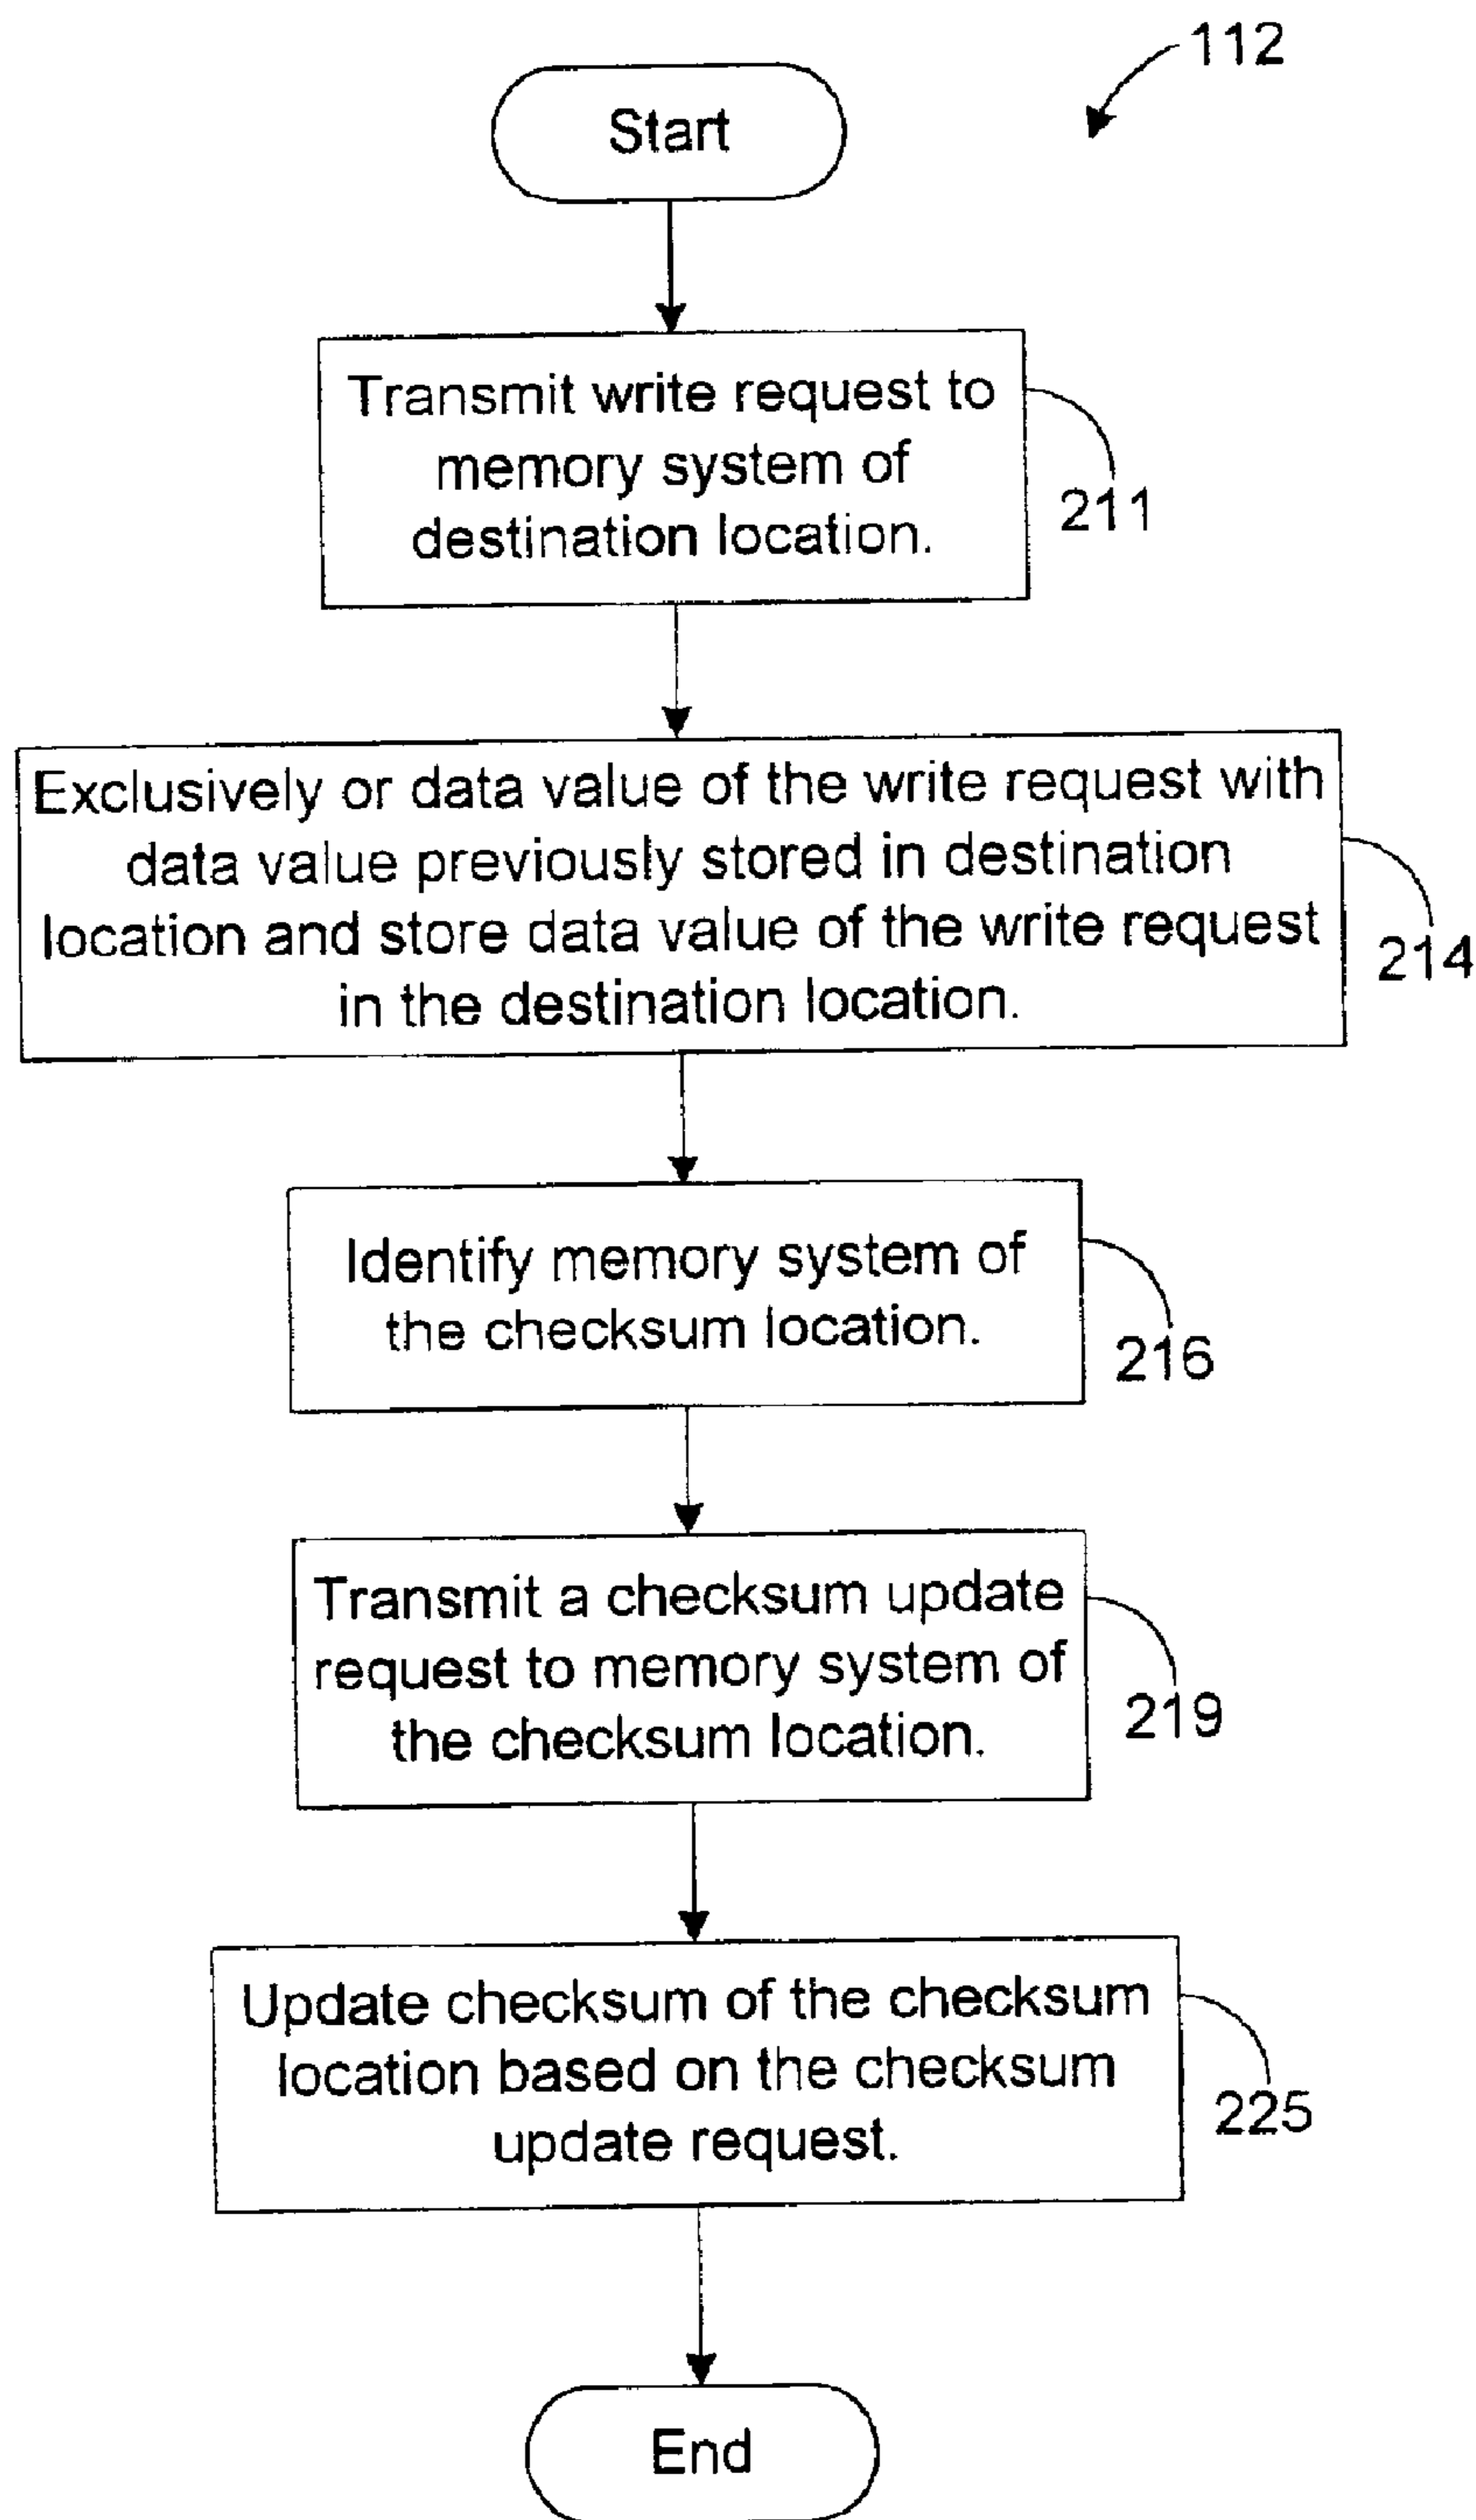 112
Start
Transmit write request to
memory system of
destination location.
211
Exclusively or data value of the write request with
data value previously stored in destination
location and store data value of the write request
in the destination location.
214
Identify memory system of
the checksum location.
216
Transmit a checksum update
request to memory system of
the checksum location.
219
Update checksum of the checksum
location based on the checksum
update request.
225
End